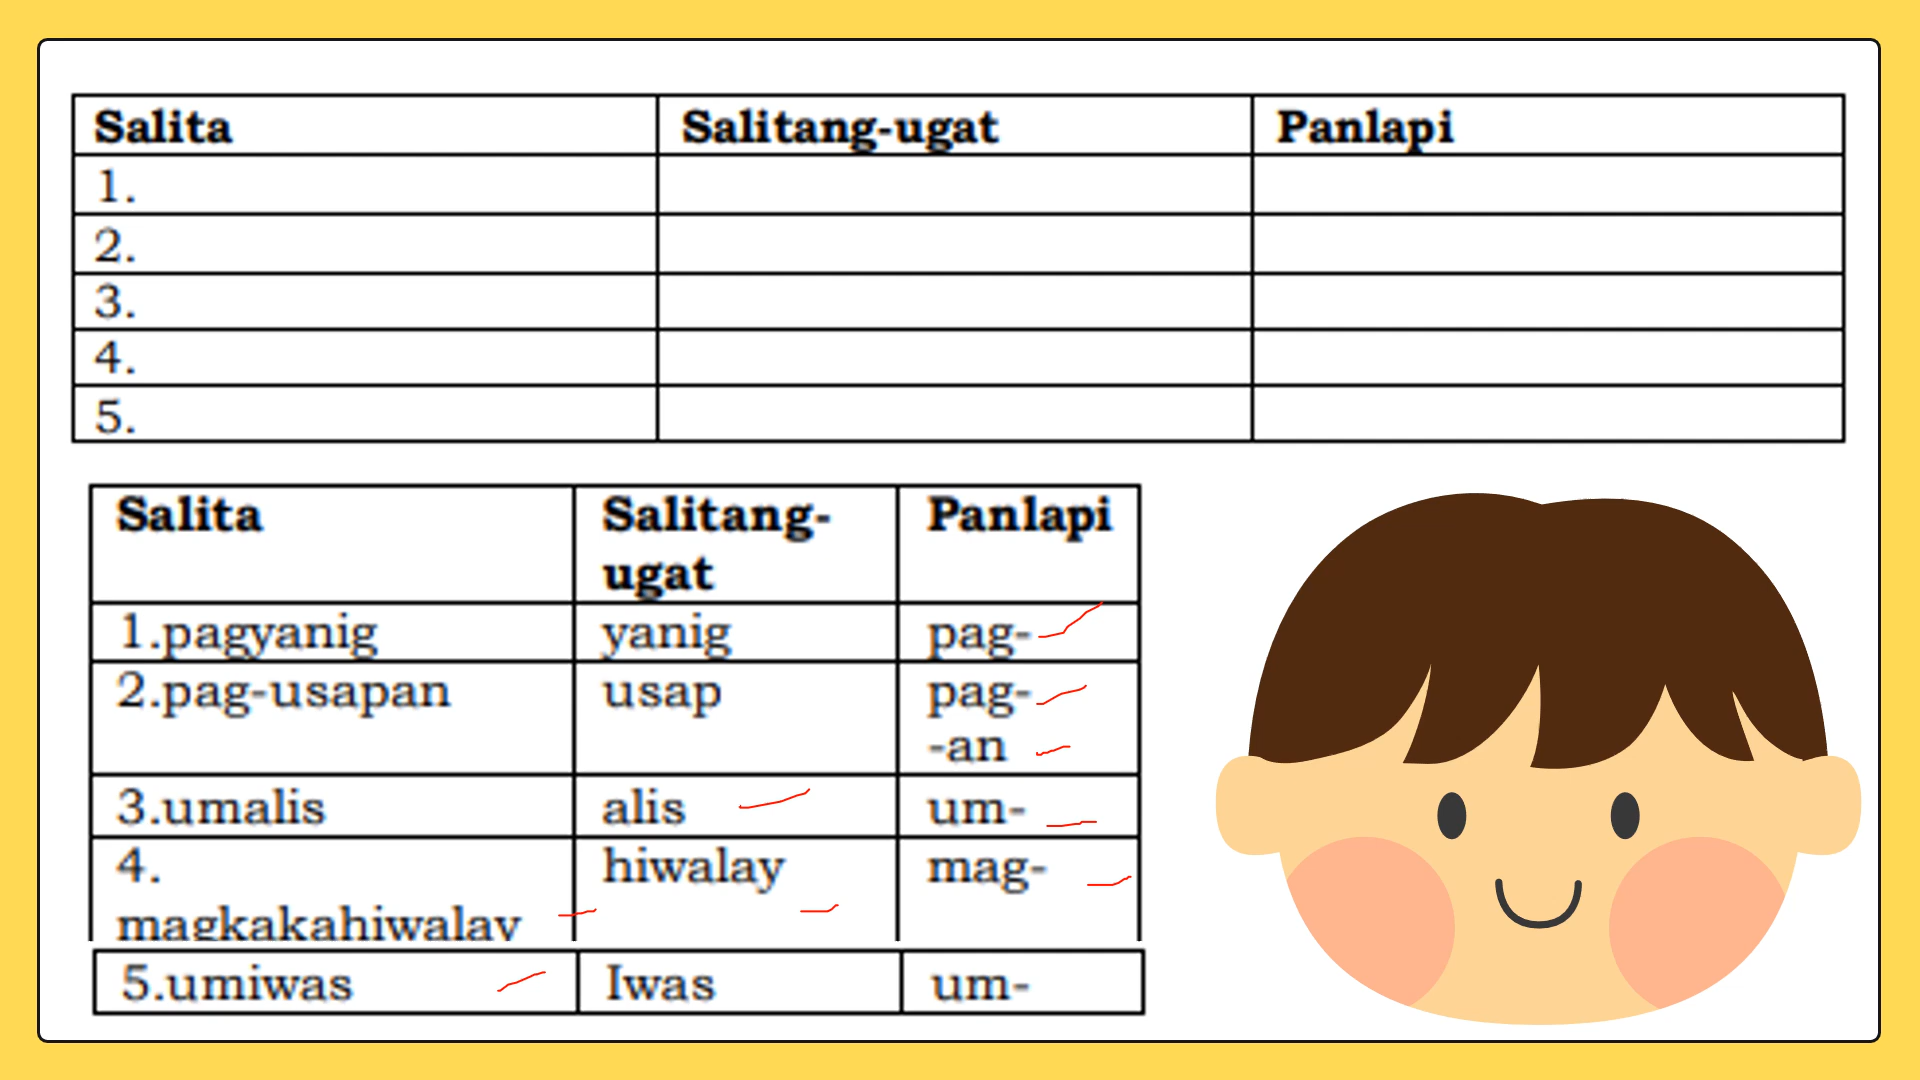 Salita Salitang-ugat Panlapi
1.
2.
3.
4.
5.
Salita Salitang- Panlapi
ugat
1.pagyanig yanig pag-
2.pag-usapan usap pag-
-an
3.umalis alis um-
4. hiwalay mag-
magkakahiwalay
5.umiwas Iwas um-